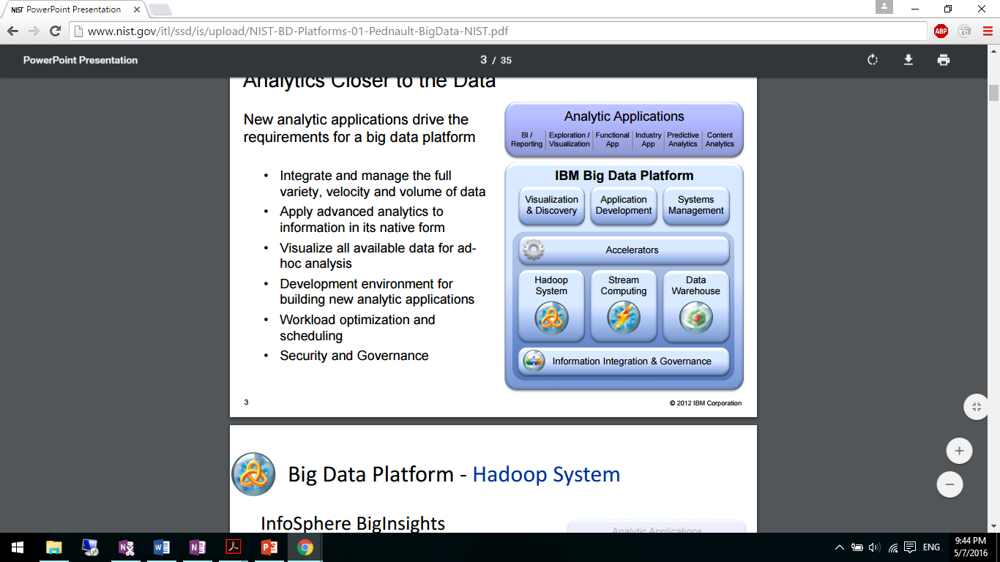 NIST PowerPoint Presentation
www.nist.gov/itl/ssd/is/upload/NIST-BD-Platforms-01-Pednault-BigData-NIST.pdf
ABP
PowerPoint Presentation
3 / 35
Analytics Closer to the Data
New analytic applications drive the
requirements for a big data platform
• Integrate and manage the full
variety, velocity and volume of data
• Apply advanced analytics to
information in its native form
• Visualize all available data for ad-
hoc analysis
• Development environment for
building new analytic applications
• Workload optimization and
scheduling
• Security and Governance
Analytic Applications
BI /
Reporting
Exploration /
Visualization
Functional
App
Industry
App
Predictive
Analytics
Content
Analytics
IBM Big Data Platform
Visualization
& Discovery
Application
Development
Systems
Management
Accelerators
Hadoop
System
Stream
Computing
Data
Warehouse
Information Integration & Governance
3
© 2012 IBM Corporation
Big Data Platform - Hadoop System
InfoSphere BigInsights
Analytic Applications
ENG
9:44 PM
5/7/2016